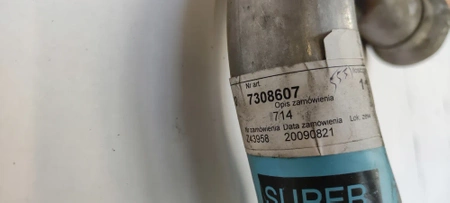 Nr art
7308607
Opis zamówienia
714
Nr zamówienia Data zamówienia
Z43958 20090821
SUPER